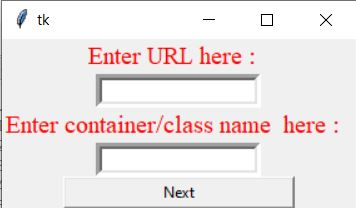 tk
Enter URL here :
Enter container/class name  here :
Next